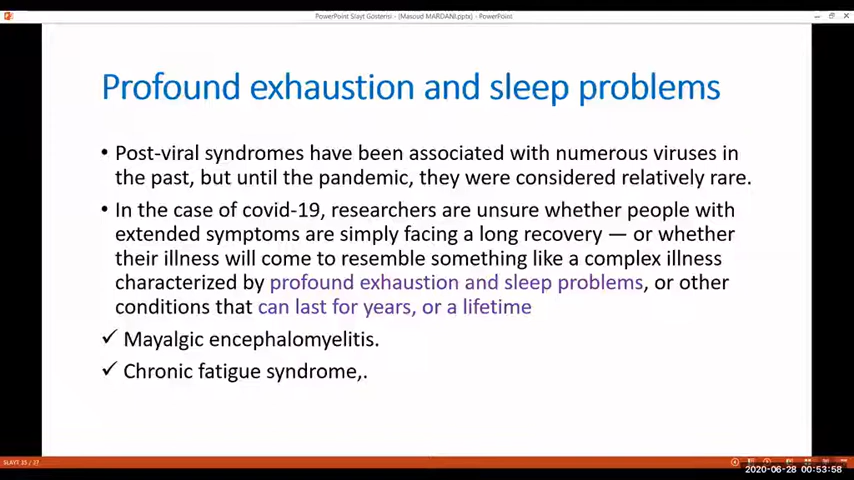 PowerPoint Slayt Gösterisi - [Masoud MARDANI.pptx] - PowerPoint
Profound exhaustion and sleep problems
• Post-viral syndromes have been associated with numerous viruses in
the past, but until the pandemic, they were considered relatively rare.
• In the case of covid-19, researchers are unsure whether people with
extended symptoms are simply facing a long recovery — or whether
their illness will come to resemble something like a complex illness
characterized by profound exhaustion and sleep problems, or other
conditions that can last for years, or a lifetime
✓ Mayalgic encephalomyelitis.
✓ Chronic fatigue syndrome,.
SLAYT 35 / 37
2020-06-28 00:53:58